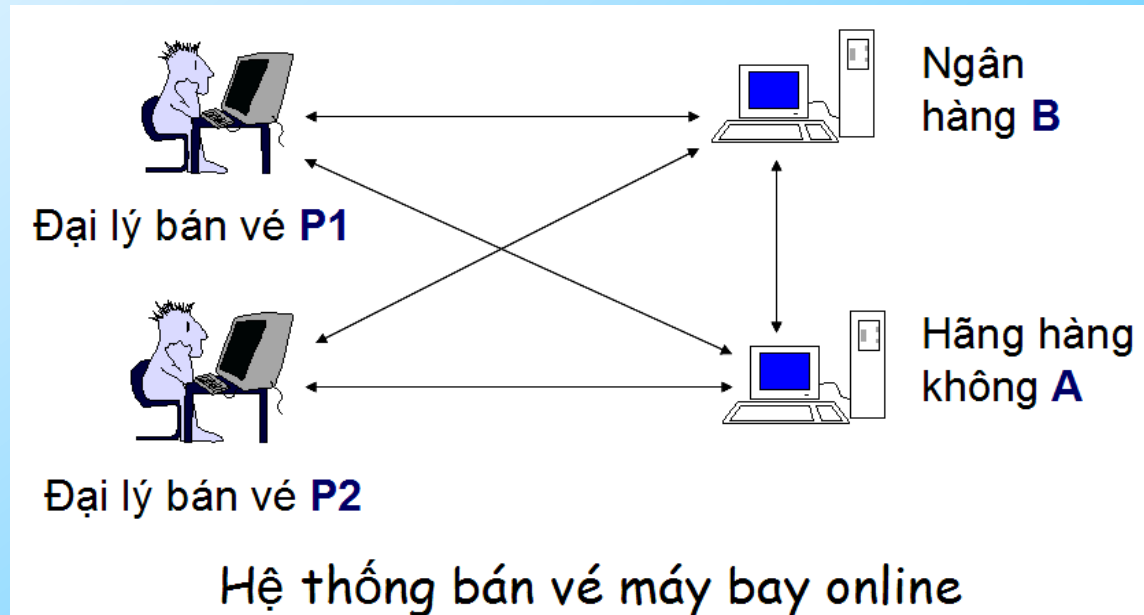 Ngân
hàng B
Đại lý bán vé P1
Hãng hàng
không A
Đại lý bán vé P2
Hệ thống bán vé máy bay online